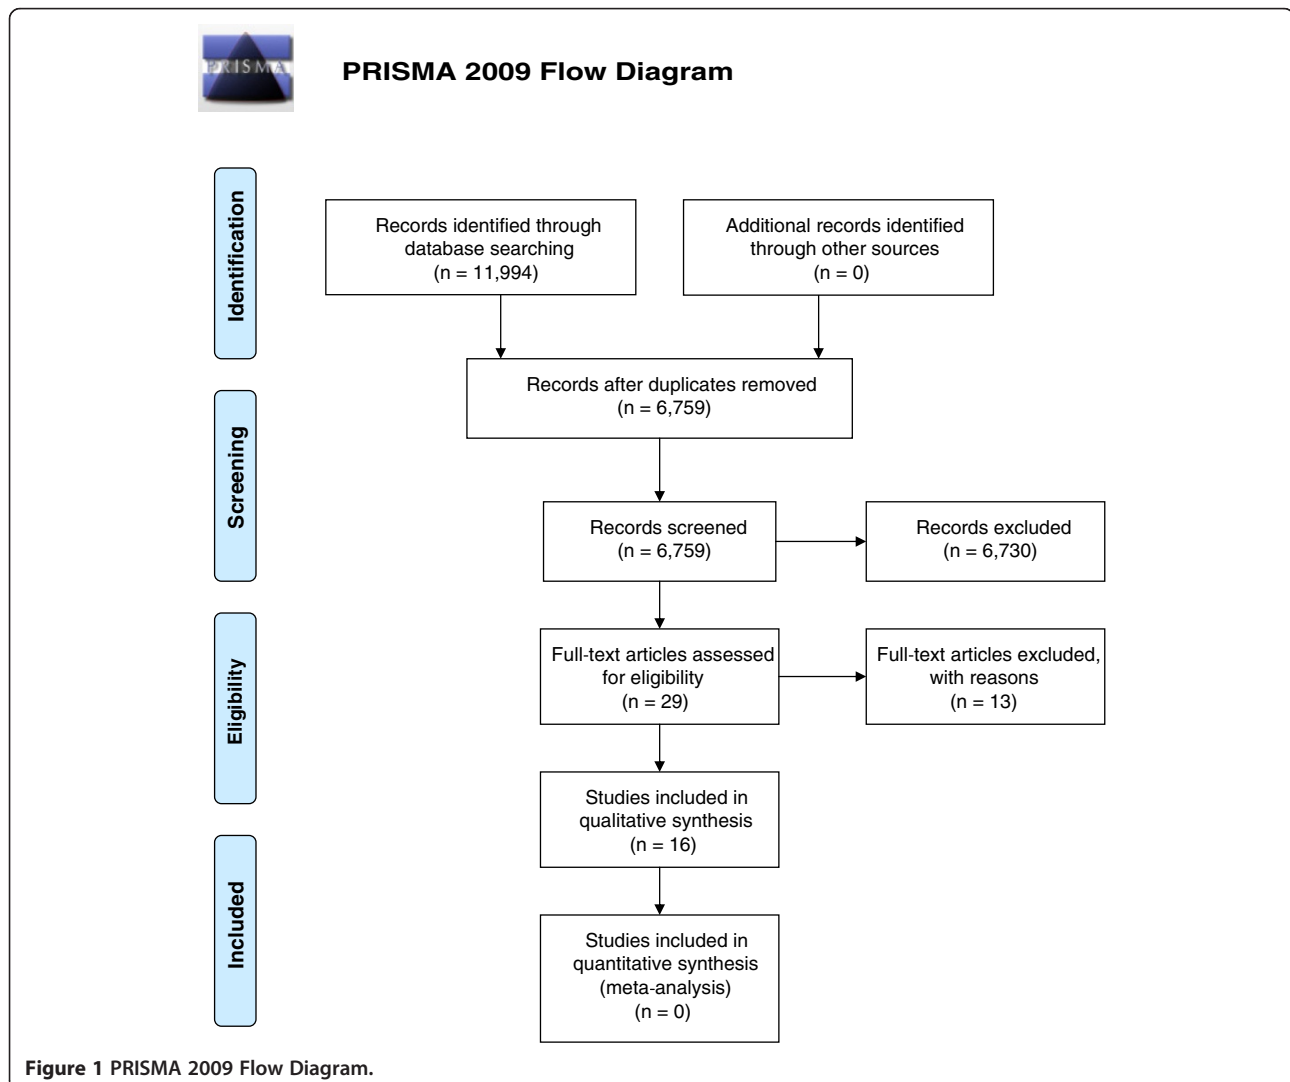 PRISMA
PRISMA 2009 Flow Diagram
Identification
Records identified through
database searching
(n = 11,994)
Additional records identified
through other sources
(n = 0)
Records after duplicates removed
(n = 6,759)
Screening
Records screened
(n = 6,759)
Records excluded
(n = 6,730)
Eligibility
Full-text articles assessed
for eligibility
(n = 29)
Full-text articles excluded,
with reasons
(n = 13)
Studies included in
qualitative synthesis
(n = 16)
Included
Studies included in
quantitative synthesis
(meta-analysis)
(n = 0)
Figure 1 PRISMA 2009 Flow Diagram.